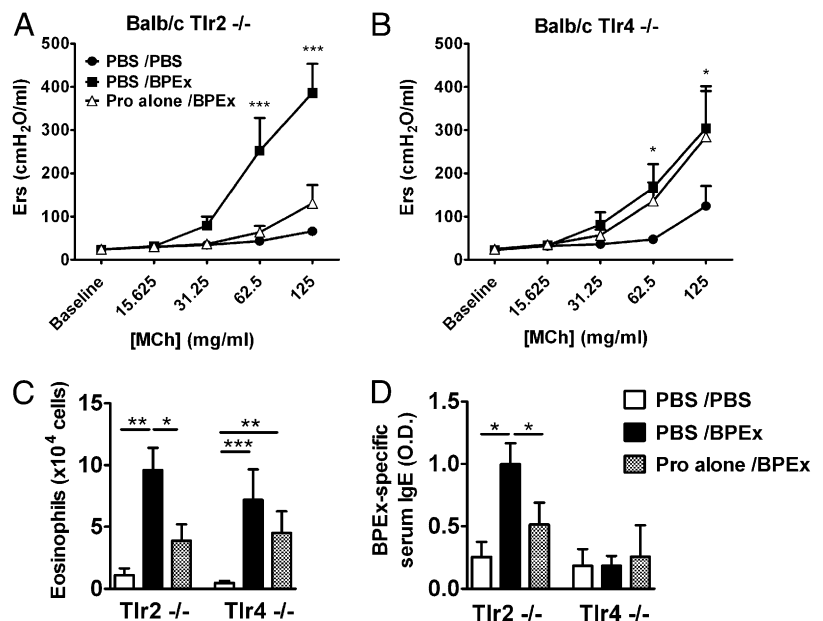 A
Balb/c Tlr2 -/-
500
400
300
200
100
0
Ers (cmH2O/ml)
PBS /PBS
PBS /BPEx
Pro alone /BPEx
***
***
Baseline
15.625
31.25
62.5
125
[MCh] (mg/ml)
B
Balb/c Tlr4 -/-
500
400
300
200
100
0
Ers (cmH2O/ml)
*
*
Baseline
15.625
31.25
62.5
125
[MCh] (mg/ml)
C
Eosinophils (x10⁴ cells)
15
10
5
0
** *
**
***
Tlr2 -/- Tlr4 -/-
D
BPEx-specific
serum IgE (O.D.)
1.5
1.0
0.5
0.0
* *
Tlr2 -/- Tlr4 -/-
PBS /PBS
PBS /BPEx
Pro alone /BPEx